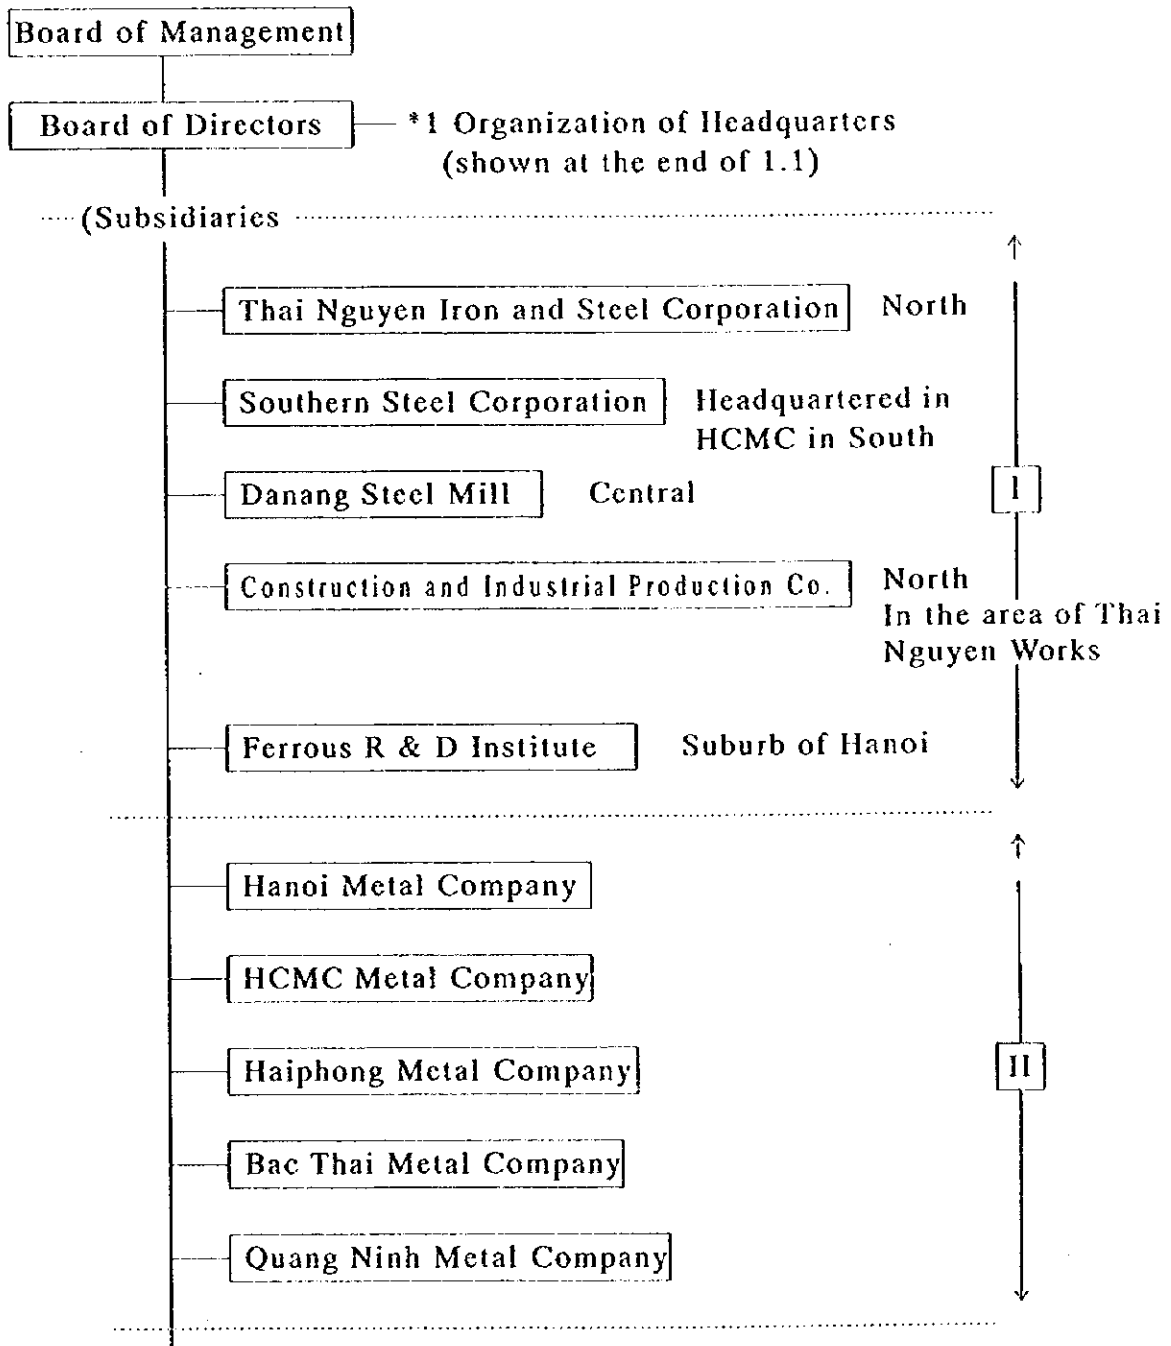 Board of Management
Board of Directors
*1 Organization of Headquarters
(shown at the end of 1.1)
(Subsidiaries
Thai Nguyen Iron and Steel Corporation
North
Southern Steel Corporation
Headquartered in
HCMC in South
Danang Steel Mill
Central
I
Construction and Industrial Production Co.
North
In the area of Thai
Nguyen Works
Ferrous R & D Institute
Suburb of Hanoi
Hanoi Metal Company
HCMC Metal Company
Haiphong Metal Company
II
Bac Thai Metal Company
Quang Ninh Metal Company